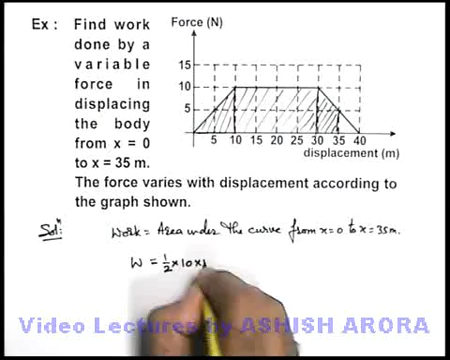 Ex : Find work
done by a
variable
force in
displacing
the body
from x = 0
to x = 35 m.
Force (N)
15
10
5
5 10 15 20 25 30 35 40
displacement (m)
The force varies with displacement according to
the graph shown.
Solⁿ: Work = Area under the curve from x=0 to x=35m.
W = 1/2 × 10 ×
Video Lectures by ASHISH ARORA